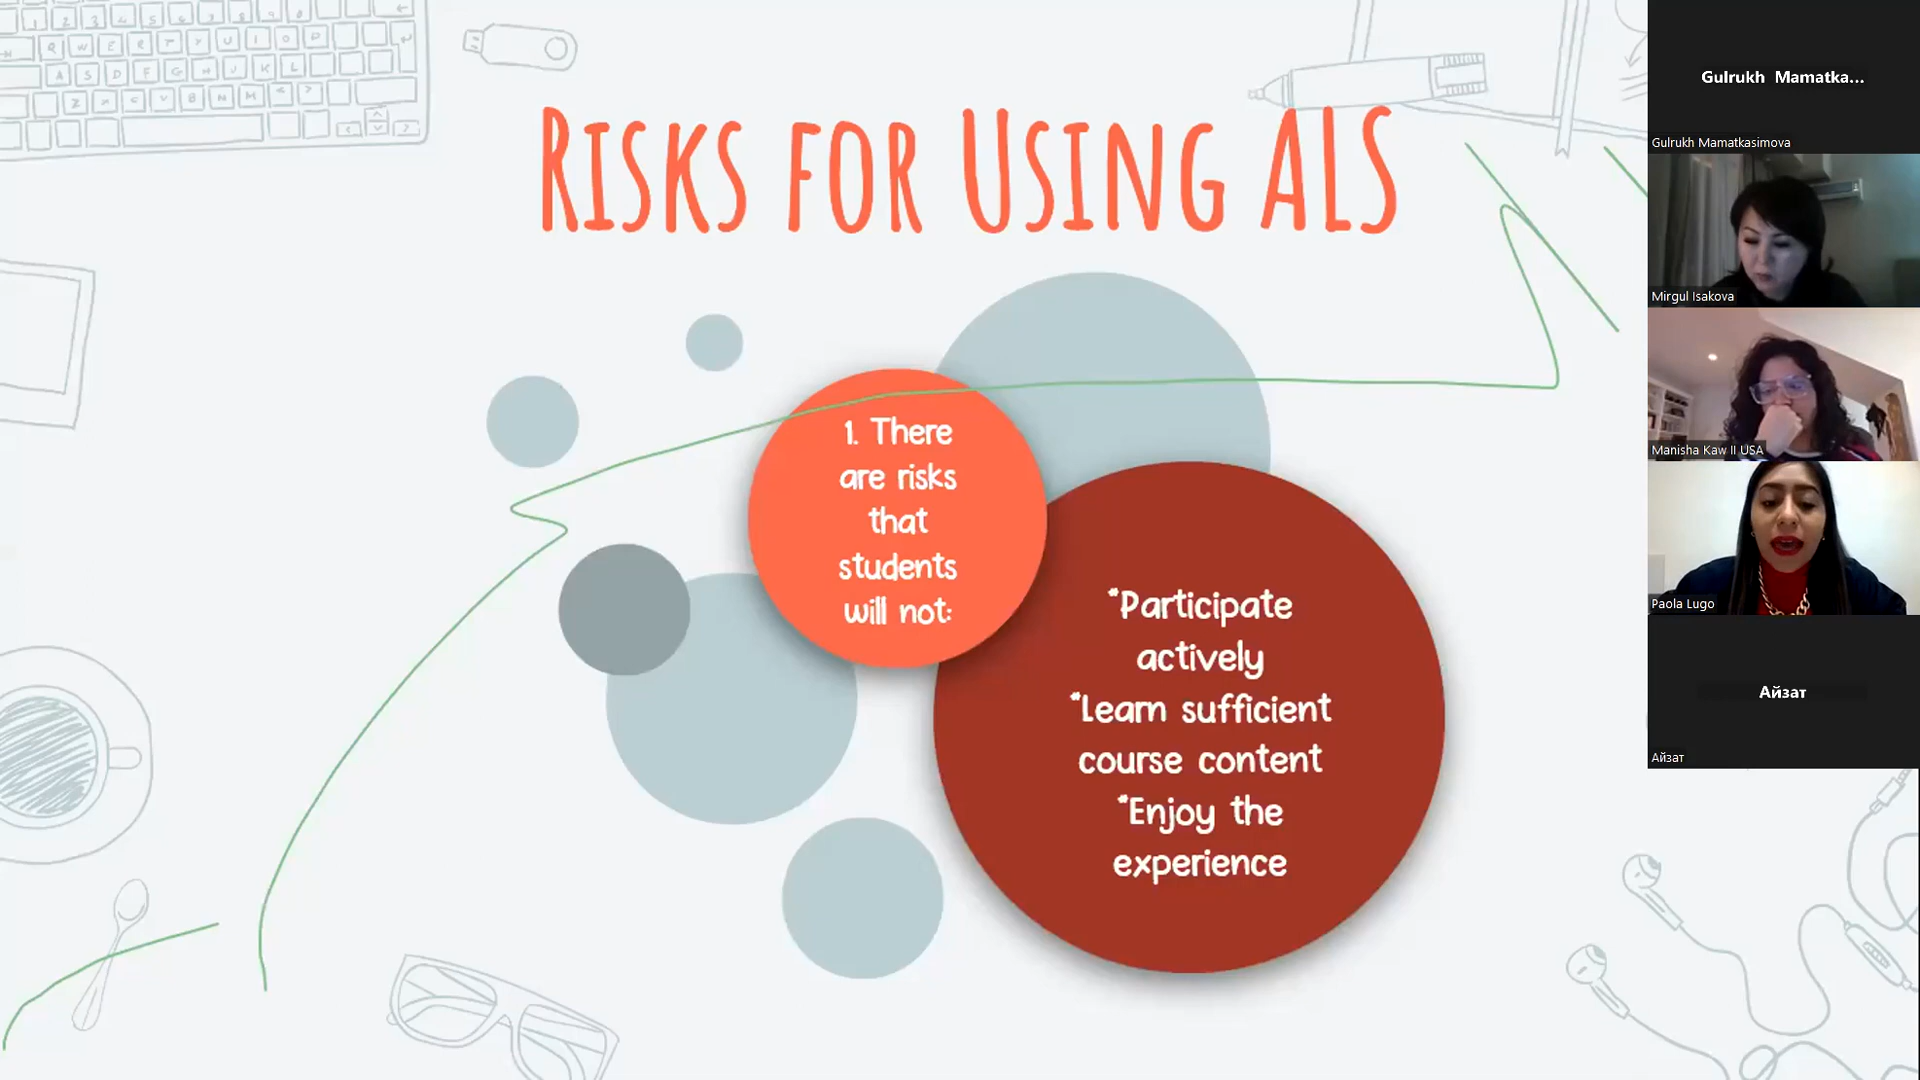 Risks for Using ALS
1. There
are risks
that
students
will not:
*Participate
actively
*Learn sufficient
course content
*Enjoy the
experience
Gulrukh Mamatka...
Gulrukh Mamatkasimova
Mirgul Isakova
Manisha Kaw II USA
Paola Lugo
Айзат
Айзат